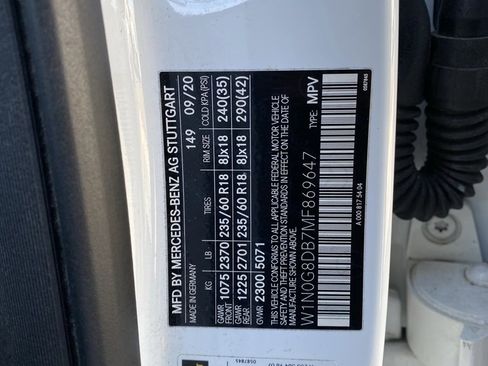 MFD BY MERCEDES-BENZ AG STUTTGART
MADE IN GERMANY 149 09/20
KG LB TIRES RIM SIZE COLD KPA(PSI)
GAWR FRONT 1075 2370 235/60 R18 8Jx18 240(35)
GAWR REAR 1225 2701 235/60 R18 8Jx18 290(42)
GVWR 2300 5071
THIS VEHICLE CONFORMS TO ALL APPLICABLE FEDERAL MOTOR VEHICLE
SAFETY AND THEFT PREVENTION STANDARDS IN EFFECT ON THE DATE OF
MANUFACTURE SHOWN ABOVE.
W1N0G8DB7MF869647 TYPE: MPV
A 000 817 54 04
0587845
0587845